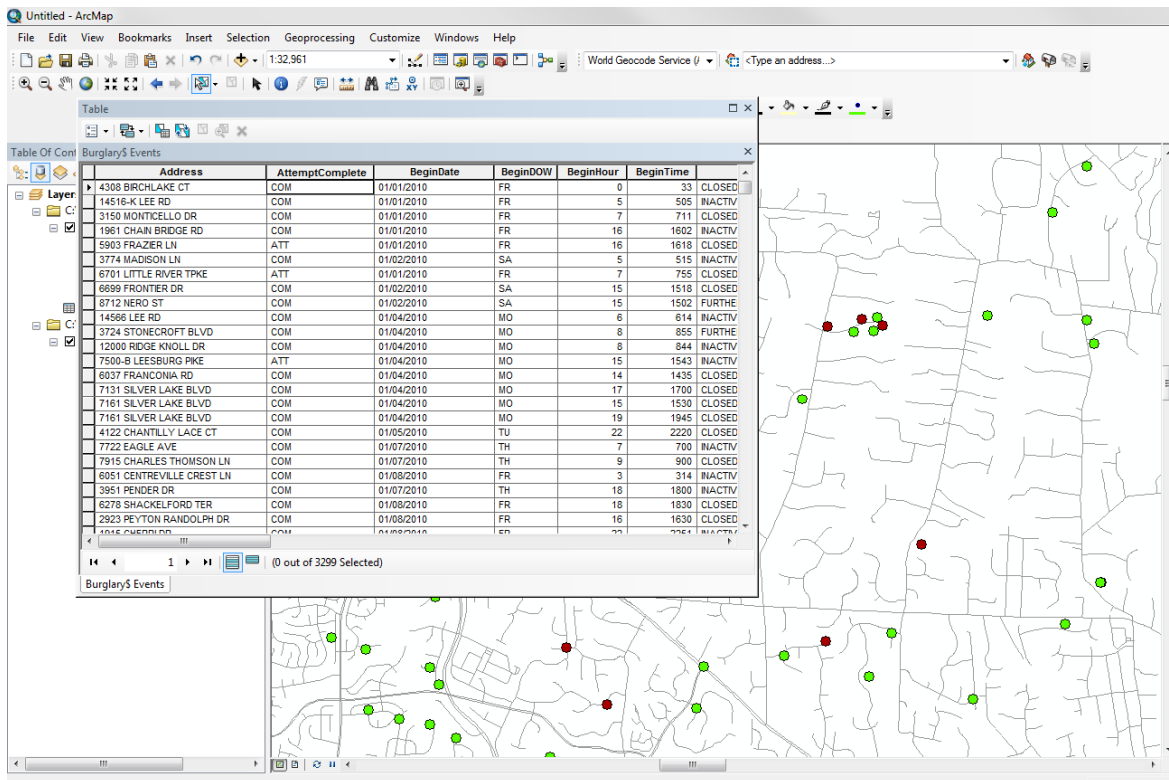 Untitled - ArcMap
File Edit View Bookmarks Insert Selection Geoprocessing Customize Windows Help
1:32,961 World Geocode Service (/ <Type an address...>
Table
Table Of Cont
Burglary$ Events
Layer
Address AttemptComplete BeginDate BeginDOW BeginHour BeginTime
4308 BIRCHLAKE CT COM 01/01/2010 FR 0 33 CLOSED
14516-K LEE RD COM 01/01/2010 FR 5 505 INACTIV
3150 MONTICELLO DR COM 01/01/2010 FR 7 711 CLOSED
1961 CHAIN BRIDGE RD COM 01/01/2010 FR 16 1602 INACTIV
5903 FRAZIER LN ATT 01/01/2010 FR 16 1618 CLOSED
3774 MADISON LN COM 01/02/2010 SA 5 515 INACTIV
6701 LITTLE RIVER TPKE ATT 01/01/2010 FR 7 755 CLOSED
6699 FRONTIER DR COM 01/02/2010 SA 15 1518 CLOSED
8712 NERO ST COM 01/02/2010 SA 15 1502 FURTHE
14566 LEE RD COM 01/04/2010 MO 6 614 INACTIV
3724 STONECROFT BLVD COM 01/04/2010 MO 8 855 FURTHE
12000 RIDGE KNOLL DR COM 01/04/2010 MO 8 844 INACTIV
7500-B LEESBURG PIKE ATT 01/04/2010 MO 15 1543 INACTIV
6037 FRANCONIA RD COM 01/04/2010 MO 14 1435 CLOSED
7131 SILVER LAKE BLVD COM 01/04/2010 MO 17 1700 CLOSED
7161 SILVER LAKE BLVD COM 01/04/2010 MO 15 1530 CLOSED
7161 SILVER LAKE BLVD COM 01/04/2010 MO 19 1945 CLOSED
4122 CHANTILLY LACE CT COM 01/05/2010 TU 22 2220 CLOSED
7722 EAGLE AVE COM 01/07/2010 TH 7 700 INACTIV
7915 CHARLES THOMSON LN COM 01/07/2010 TH 9 900 CLOSED
6051 CENTREVILLE CREST LN COM 01/08/2010 FR 3 314 INACTIV
3951 PENDER DR COM 01/07/2010 TH 18 1800 INACTIV
6278 SHACKELFORD TER COM 01/08/2010 FR 18 1830 CLOSED
2923 PEYTON RANDOLPH DR COM 01/08/2010 FR 16 1630 CLOSED
1 (0 out of 3299 Selected)
Burglary$ Events